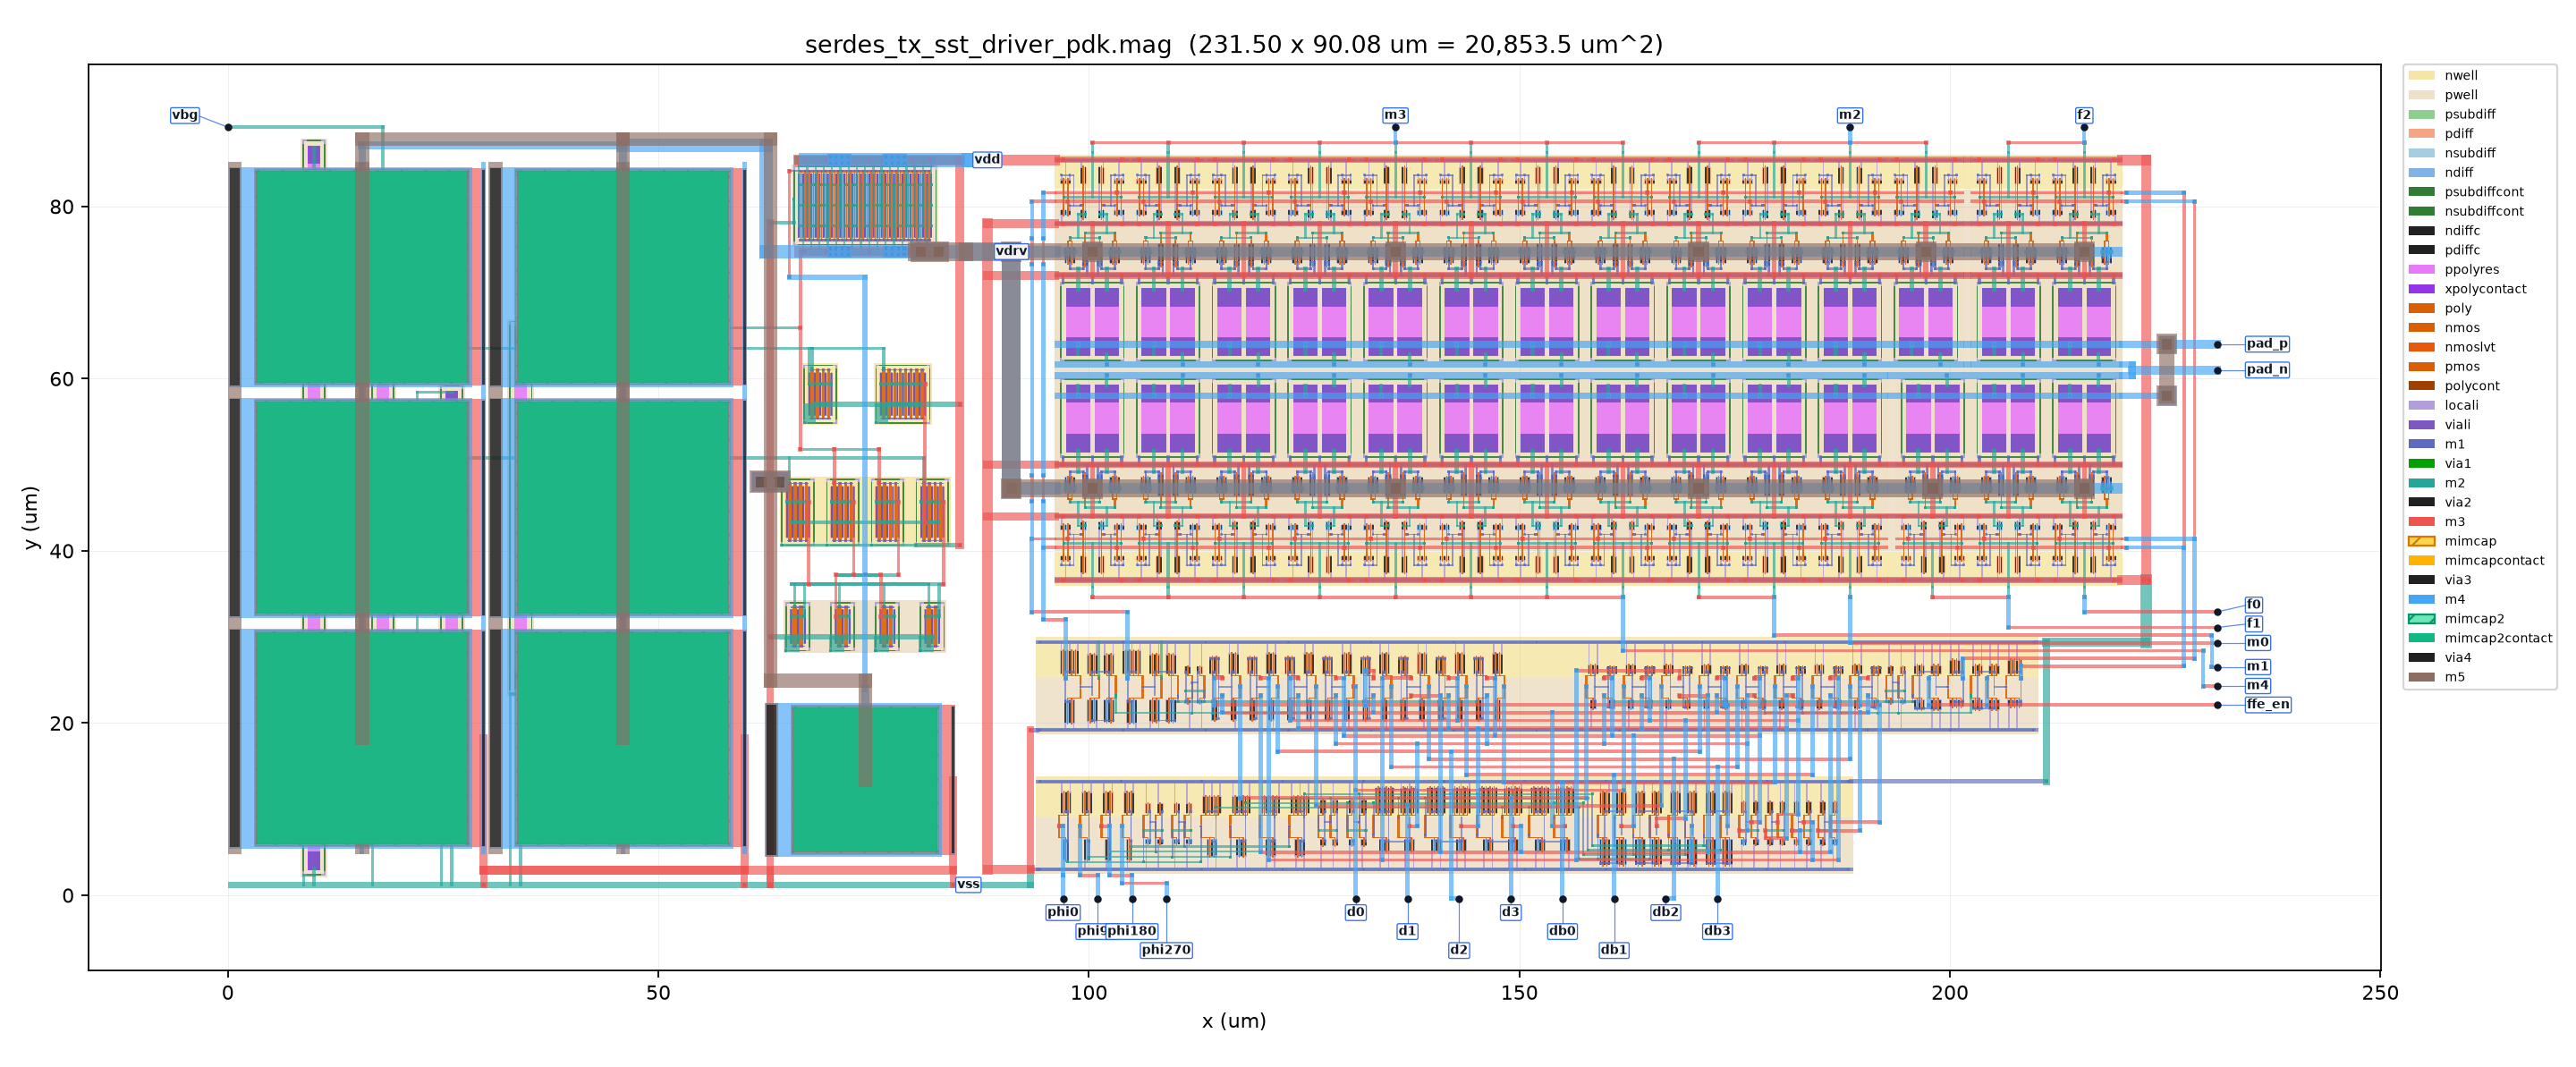 serdes_tx_sst_driver_pdk.mag (231.50 x 90.08 um = 20,853.5 um^2)
vbg
m3
m2
f2
vdd
vdrv
pad_p
pad_n
f0
f1
m0
m1
m4
ffe_en
vss
phi0
phi180
phi270
d0
d1
d2
d3
db0
db1
db2
db3
80
60
40
20
0
y (um)
0
50
100
150
200
250
x (um)
nwell
pwell
psubdiff
pdiff
nsubdiff
ndiff
psubdiffcont
nsubdiffcont
ndiffc
pdiffc
ppolyres
xpolycontact
poly
nmos
nmoslvt
pmos
polycont
locali
viali
m1
via1
m2
via2
m3
mimcap
mimcapcontact
via3
m4
mimcap2
mimcap2contact
via4
m5